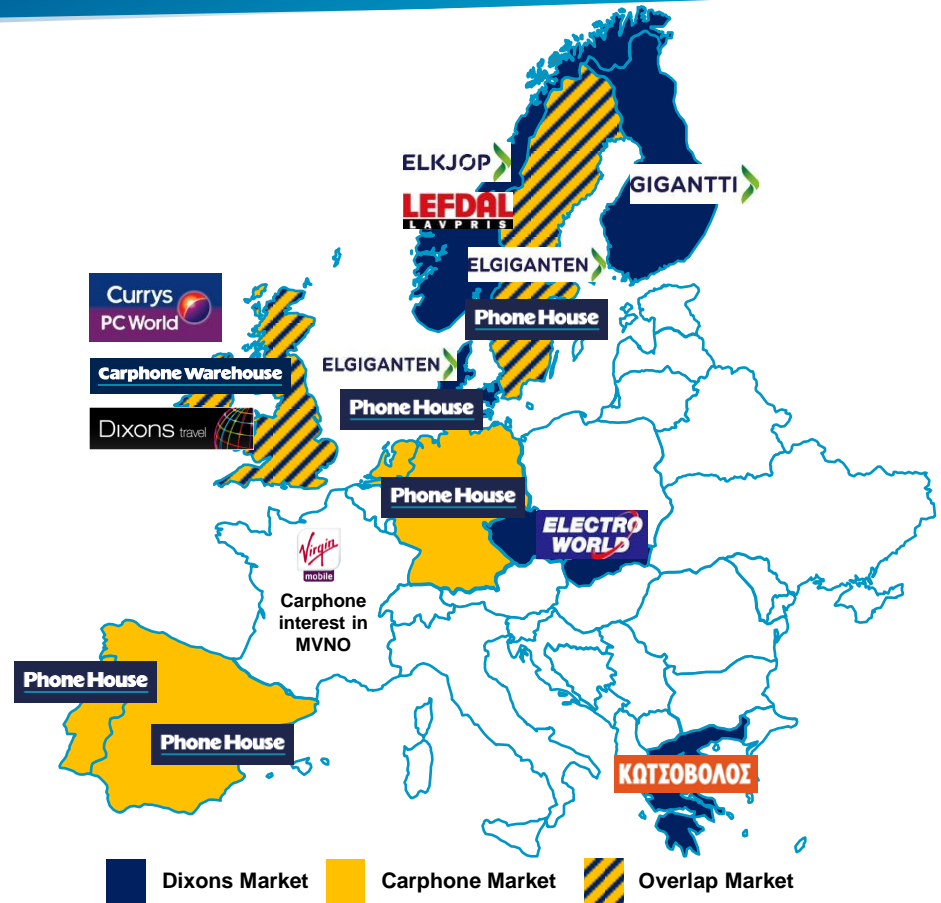 ELKJOP
LEFDAL
LAVPRIS
GIGANTTI
ELGIGANTEN
Phone House
Currys
PC World
Carphone Warehouse
Dixons travel
ELGIGANTEN
Phone House
Phone House
ELECTRO
WORLD
Virgin
mobile
Carphone
interest in
MVNO
Phone House
Phone House
ΚΩΤΣΟΒΟΛΟΣ
Dixons Market
Carphone Market
Overlap Market